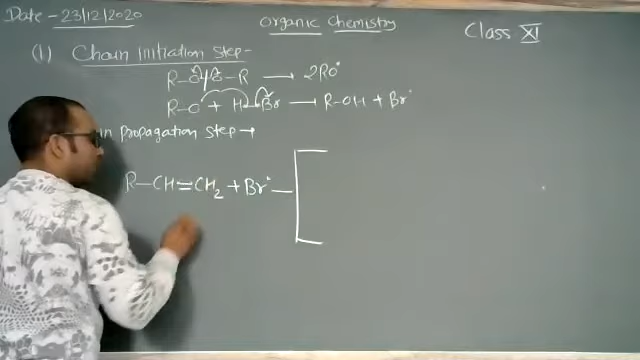 Date - 23/12/2020
Organic Chemistry
Class XI
(1) Chain Initiation Step-
R-O-O-R → 2RO•
R-O• + H-Br → R-OH + Br•
in propagation step →
R-CH=CH₂ + Br•